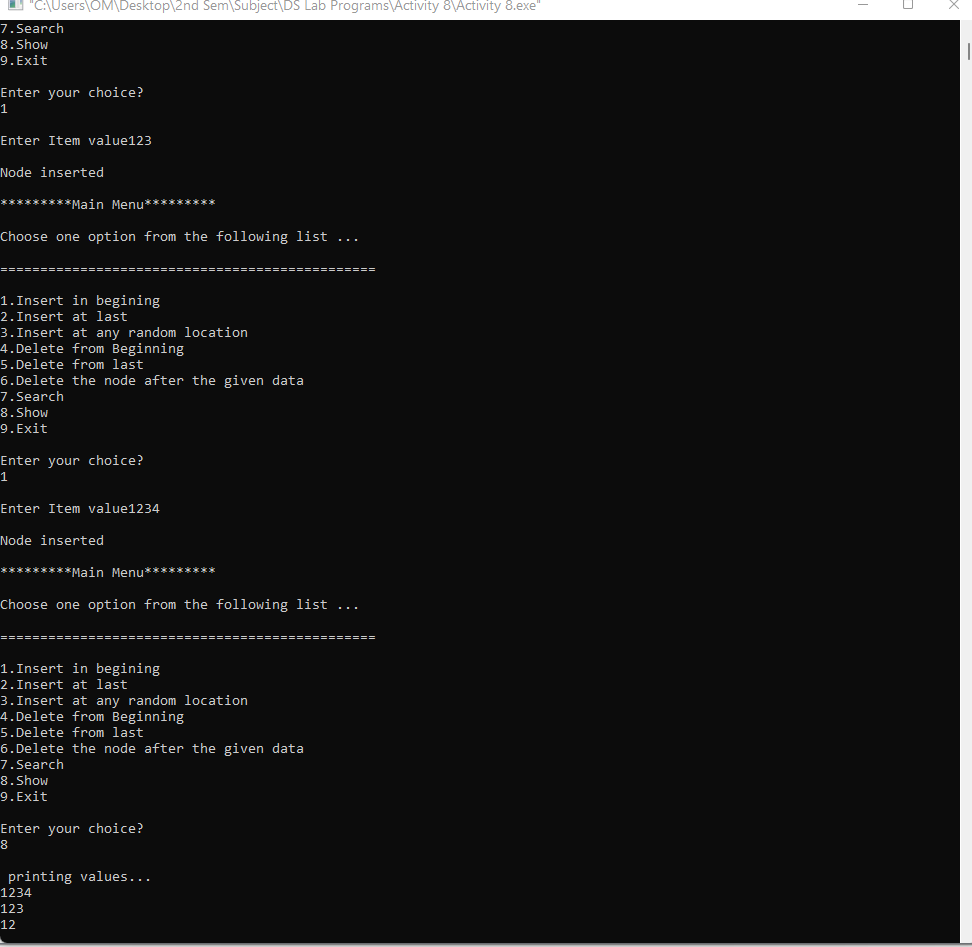 "C:\Users\OM\Desktop\2nd Sem\Subject\DS Lab Programs\Activity 8\Activity 8.exe"
7.Search
8.Show
9.Exit
Enter your choice?
1
Enter Item value123
Node inserted
*********Main Menu*********
Choose one option from the following list ...
===============================================
1.Insert in begining
2.Insert at last
3.Insert at any random location
4.Delete from Beginning
5.Delete from last
6.Delete the node after the given data
7.Search
8.Show
9.Exit
Enter your choice?
1
Enter Item value1234
Node inserted
*********Main Menu*********
Choose one option from the following list ...
===============================================
1.Insert in begining
2.Insert at last
3.Insert at any random location
4.Delete from Beginning
5.Delete from last
6.Delete the node after the given data
7.Search
8.Show
9.Exit
Enter your choice?
8
printing values...
1234
123
12